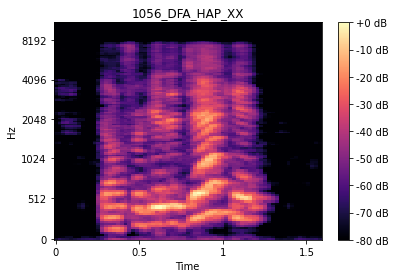 1056_DFA_HAP_XX
+0 dB
8192
-10 dB
4096
-20 dB
-30 dB
2048
Hz
-40 dB
1024
-50 dB
512
-60 dB
-70 dB
0
-80 dB
0
0.5
1
1.5
Time